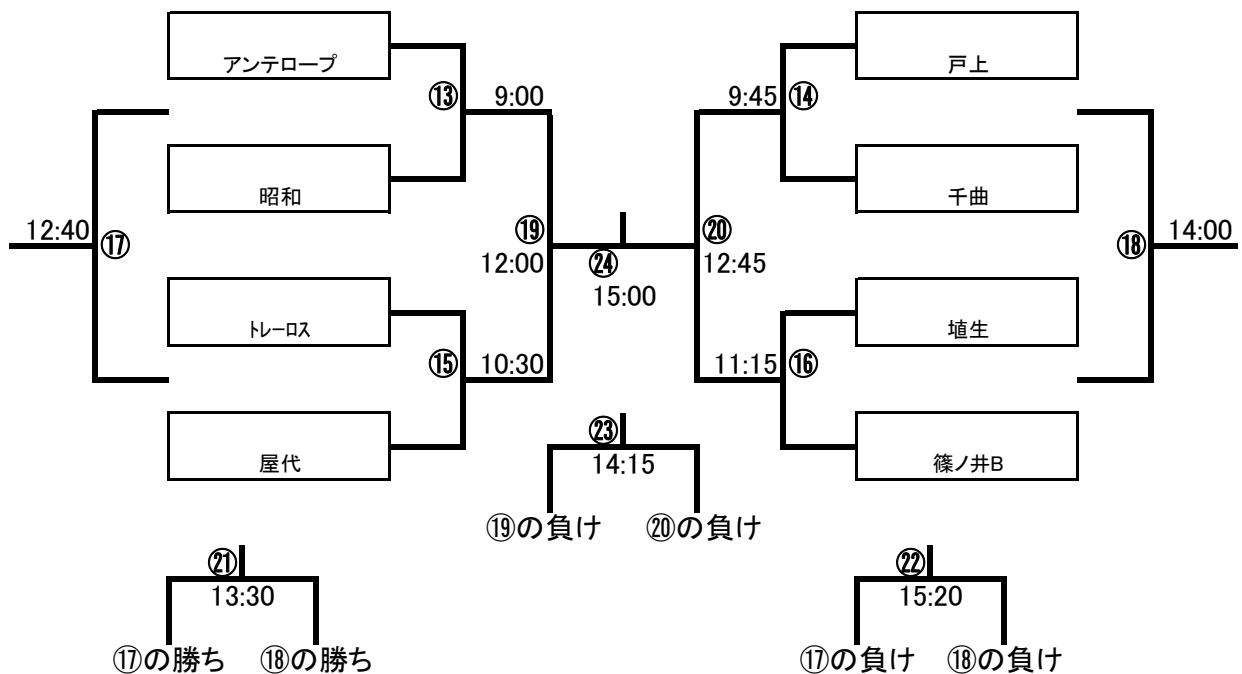 アンテロープ
戸上
⑬
9:00
9:45
⑭
昭和
千曲
12:40
⑰
⑲
12:00
㉔
15:00
⑳
12:45
⑱
14:00
トレーロス
埴生
⑮
10:30
11:15
⑯
屋代
篠ノ井B
㉓
14:15
⑲の負け
⑳の負け
㉑
13:30
⑰の勝ち
⑱の勝ち
㉒
15:20
⑰の負け
⑱の負け